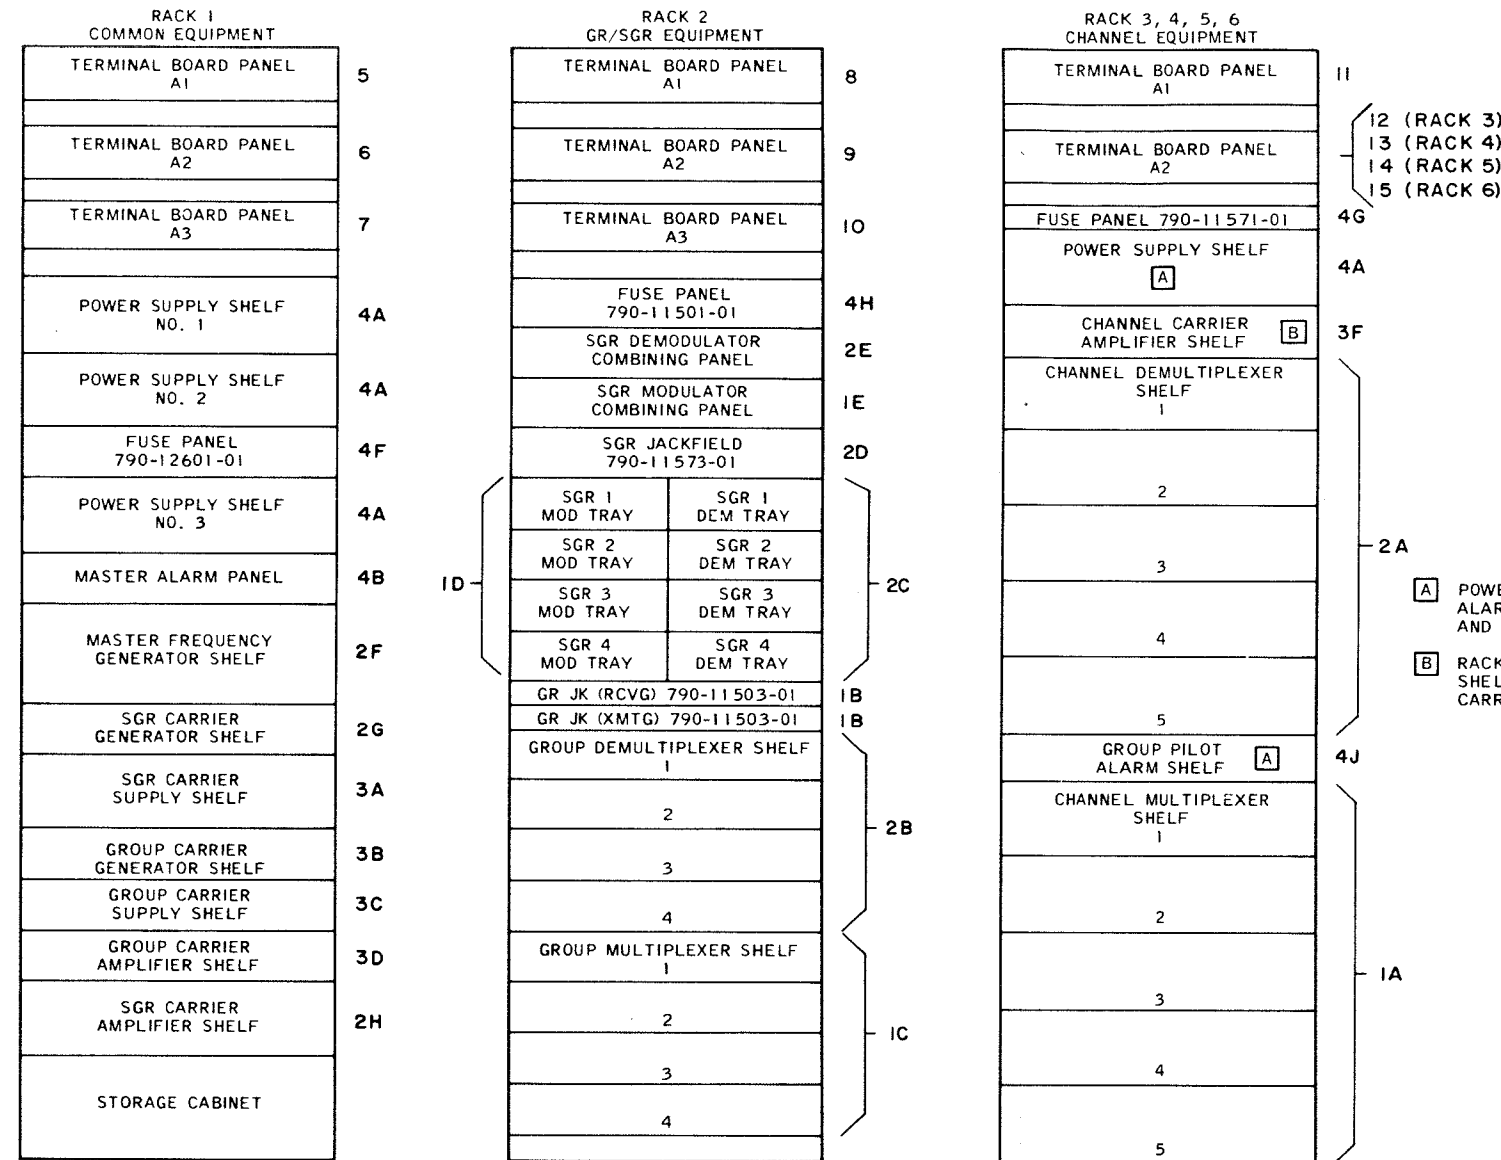 RACK 1
COMMON EQUIPMENT
TERMINAL BOARD PANEL
A1
5
TERMINAL BOARD PANEL
A2
6
TERMINAL BOARD PANEL
A3
7
POWER SUPPLY SHELF
NO. 1
4A
POWER SUPPLY SHELF
NO. 2
4A
FUSE PANEL
790-12601-01
4F
POWER SUPPLY SHELF
NO. 3
4A
MASTER ALARM PANEL
4B
MASTER FREQUENCY
GENERATOR SHELF
2F
SGR CARRIER
GENERATOR SHELF
2G
SGR CARRIER
SUPPLY SHELF
3A
GROUP CARRIER
GENERATOR SHELF
3B
GROUP CARRIER
SUPPLY SHELF
3C
GROUP CARRIER
AMPLIFIER SHELF
3D
SGR CARRIER
AMPLIFIER SHELF
2H
STORAGE CABINET
RACK 2
GR/SGR EQUIPMENT
TERMINAL BOARD PANEL
A1
8
TERMINAL BOARD PANEL
A2
9
TERMINAL BOARD PANEL
A3
10
FUSE PANEL
790-11501-01
4H
SGR DEMODULATOR
COMBINING PANEL
2E
SGR MODULATOR
COMBINING PANEL
1E
SGR JACKFIELD
790-11573-01
2D
SGR 1
MOD TRAY
SGR 1
DEM TRAY
SGR 2
MOD TRAY
SGR 2
DEM TRAY
1D
2C
SGR 3
MOD TRAY
SGR 3
DEM TRAY
SGR 4
MOD TRAY
SGR 4
DEM TRAY
GR JK (RCVG) 790-11503-01
1B
GR JK (XMTG) 790-11503-01
1B
GROUP DEMULTIPLEXER SHELF
1
2
2B
3
4
GROUP MULTIPLEXER SHELF
1
2
1C
3
4
RACK 3, 4, 5, 6
CHANNEL EQUIPMENT
TERMINAL BOARD PANEL
A1
11
TERMINAL BOARD PANEL
A2
12 (RACK 3)
13 (RACK 4)
14 (RACK 5)
15 (RACK 6)
FUSE PANEL 790-11571-01
4G
POWER SUPPLY SHELF
A
4A
CHANNEL CARRIER
AMPLIFIER SHELF
B
3F
CHANNEL DEMULTIPLEXER
SHELF
1
2
3
2A
4
5
GROUP PILOT
ALARM SHELF
A
4J
CHANNEL MULTIPLEXER
SHELF
1
2
3
1A
4
5
A
AND
B
RACK